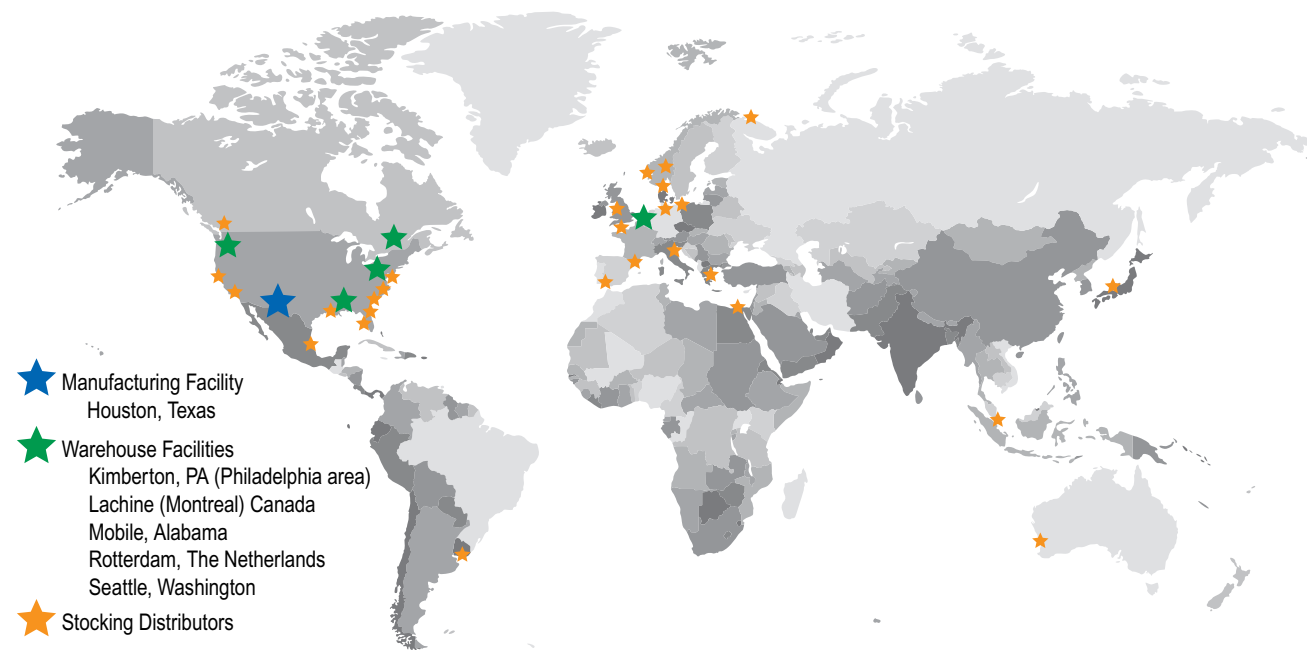 Manufacturing Facility
Houston, Texas
Warehouse Facilities
Kimberton, PA (Philadelphia area)
Lachine (Montreal) Canada
Mobile, Alabama
Rotterdam, The Netherlands
Seattle, Washington
Stocking Distributors